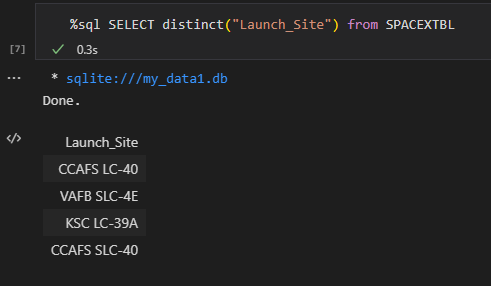 %sql SELECT distinct("Launch_Site") from SPACEXTBL
[7]
0.3s
...
* sqlite:///my_data1.db
Done.
</>
Launch_Site
CCAFS LC-40
VAFB SLC-4E
KSC LC-39A
CCAFS SLC-40